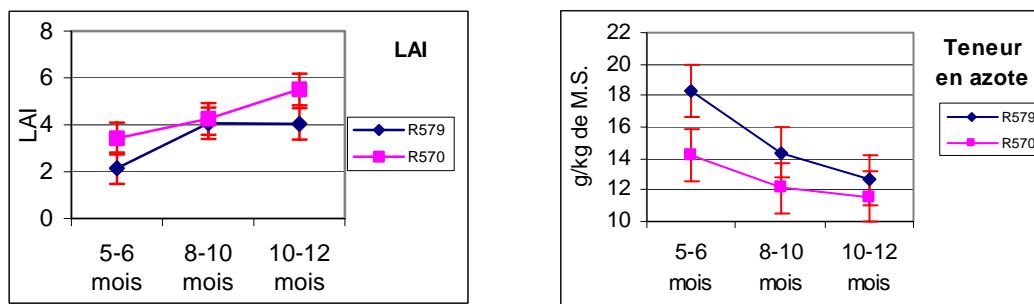 LAI
8
6
4
2
0
LAI
R579
R570
5-6
mois
8-10
mois
10-12
mois
Teneur
en azote
22
20
18
16
14
12
10
g/kg de M.S.
R579
R570
5-6
mois
8-10
mois
10-12
mois